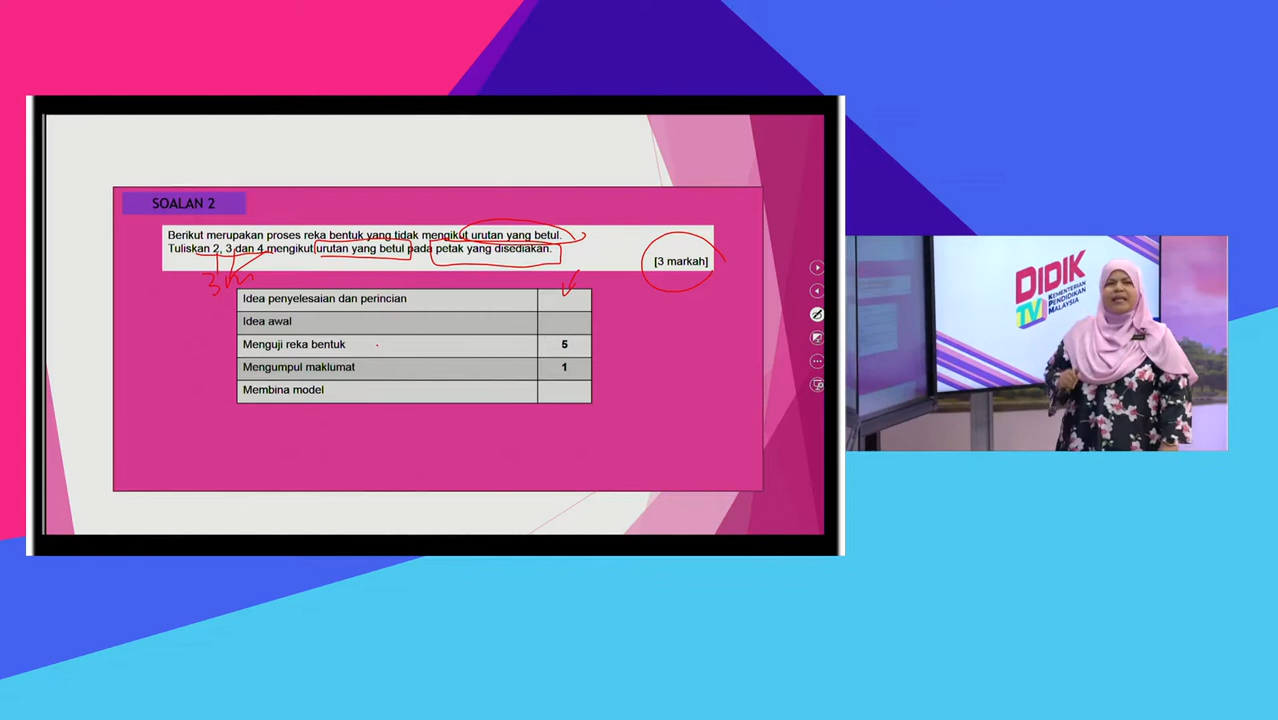 SOALAN 2
Berikut merupakan proses reka bentuk yang tidak mengikut urutan yang betul.
Tuliskan 2, 3 dan 4 mengikut urutan yang betul pada petak yang disediakan.
[3 markah]
3 m
Idea penyelesaian dan perincian
Idea awal
Menguji reka bentuk 5
Mengumpul maklumat 1
Membina model
DIDIK
TV
KEMENTERIAN
PENDIDIKAN
MALAYSIA